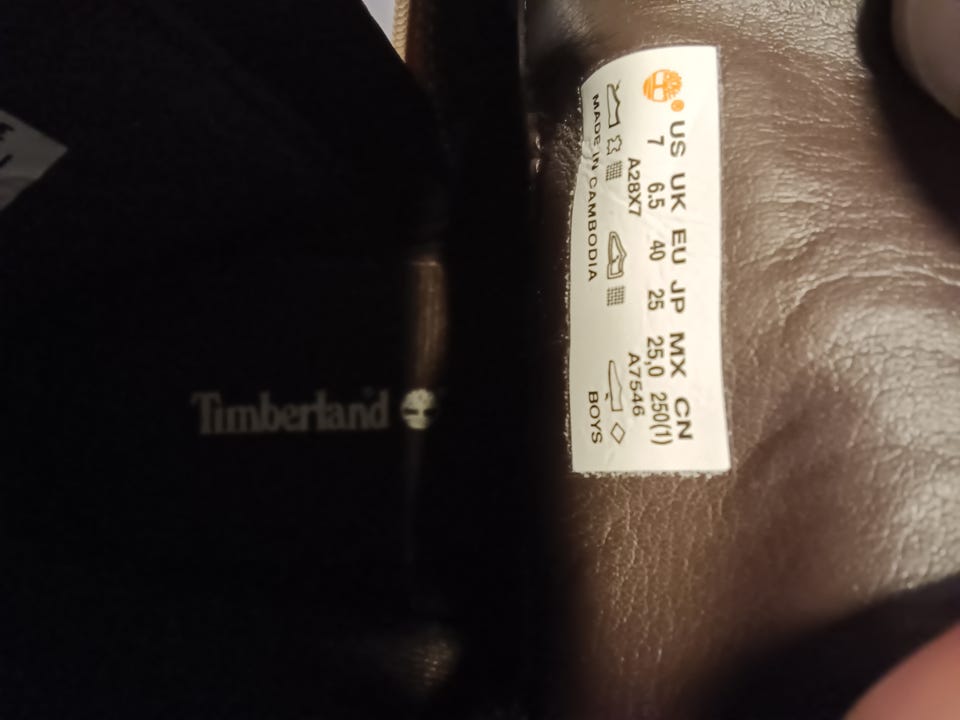 Timberland
US UK EU JP MX CN
7 6.5 40 25 25,0 250(1)
A28X7 A7546
BOYS
MADE IN CAMBODIA